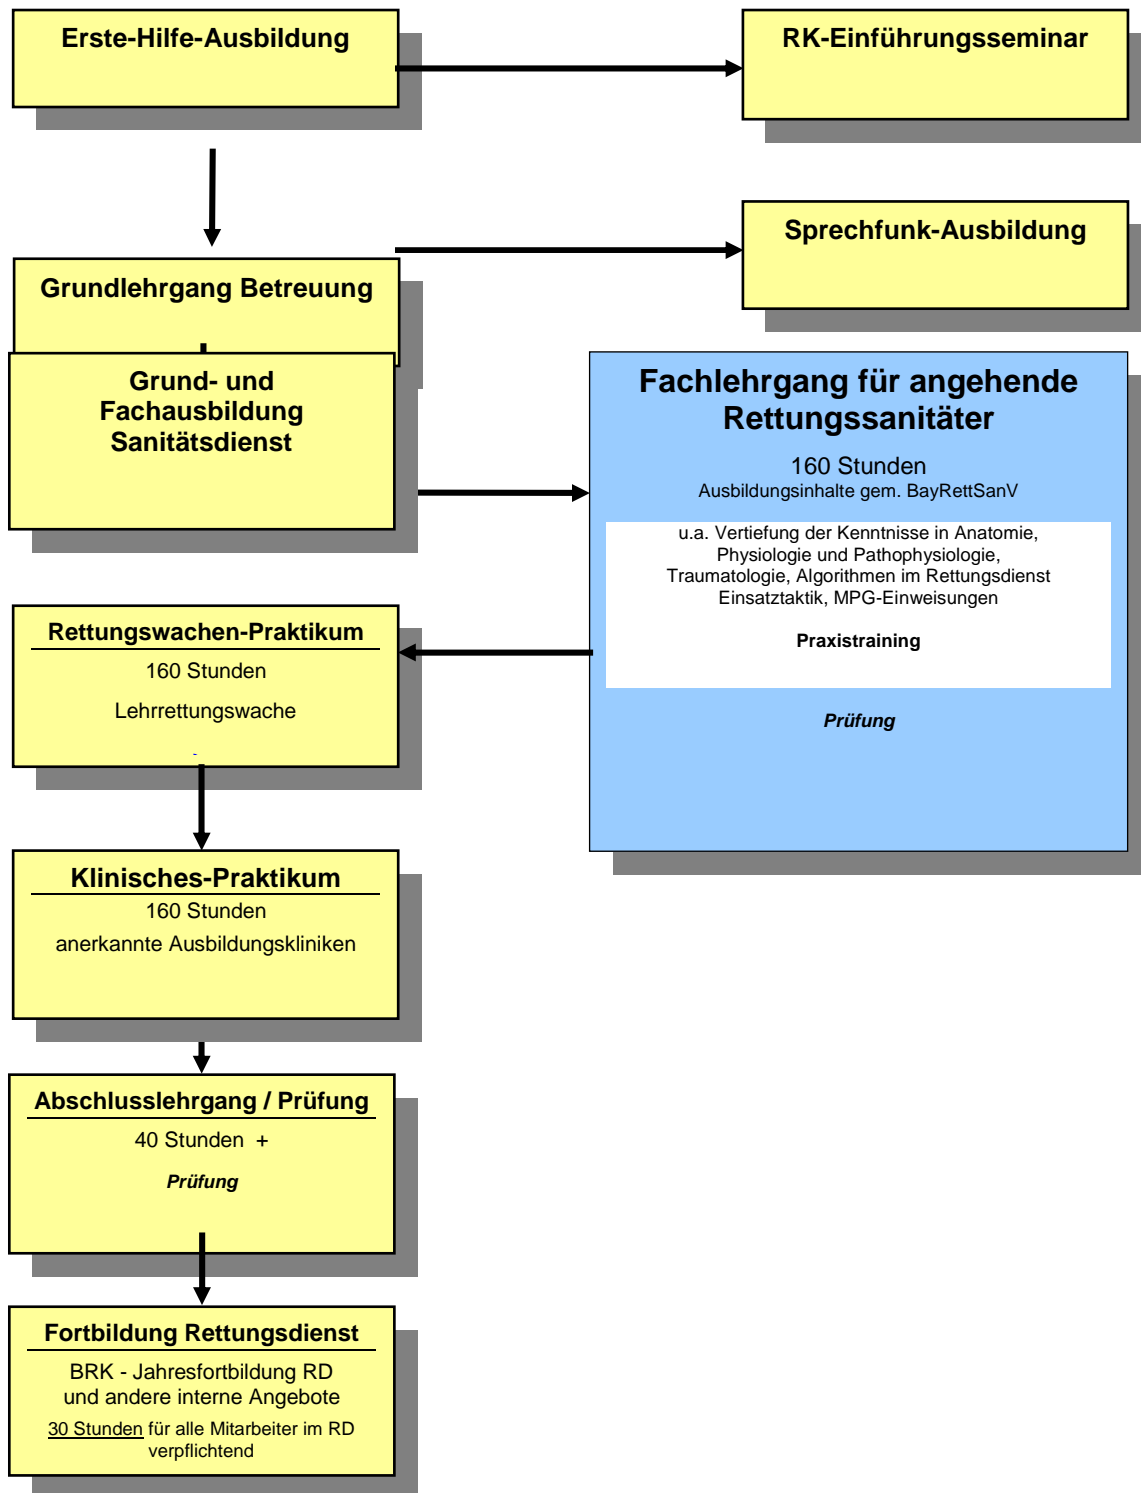 Erste-Hilfe-Ausbildung
RK-Einführungsseminar
Sprechfunk-Ausbildung
Grundlehrgang Betreuung
Grund- und
Fachausbildung
Sanitätsdienst
Fachlehrgang für angehende
Rettungssanitäter
160 Stunden
Ausbildungsinhalte gem. BayRettSanV
u.a. Vertiefung der Kenntnisse in Anatomie,
Physiologie und Pathophysiologie,
Traumatologie, Algorithmen im Rettungsdienst
Einsatztaktik, MPG-Einweisungen
Praxistraining
Prüfung
Rettungswachen-Praktikum
160 Stunden
Lehrrettungswache
Klinisches-Praktikum
160 Stunden
anerkannte Ausbildungskliniken
Abschlusslehrgang / Prüfung
40 Stunden +
Prüfung
Fortbildung Rettungsdienst
BRK - Jahresfortbildung RD
und andere interne Angebote
30 Stunden für alle Mitarbeiter im RD
verpflichtend